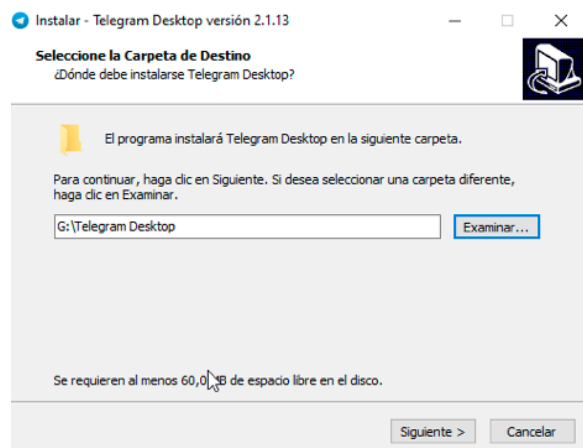 Instalar - Telegram Desktop versión 2.1.13
Seleccione la Carpeta de Destino
¿Dónde debe instalarse Telegram Desktop?
El programa instalará Telegram Desktop en la siguiente carpeta.
Para continuar, haga clic en Siguiente. Si desea seleccionar una carpeta diferente,
haga clic en Examinar.
G:\Telegram Desktop
Examinar...
Se requieren al menos 60,0 MB de espacio libre en el disco.
Siguiente >
Cancelar